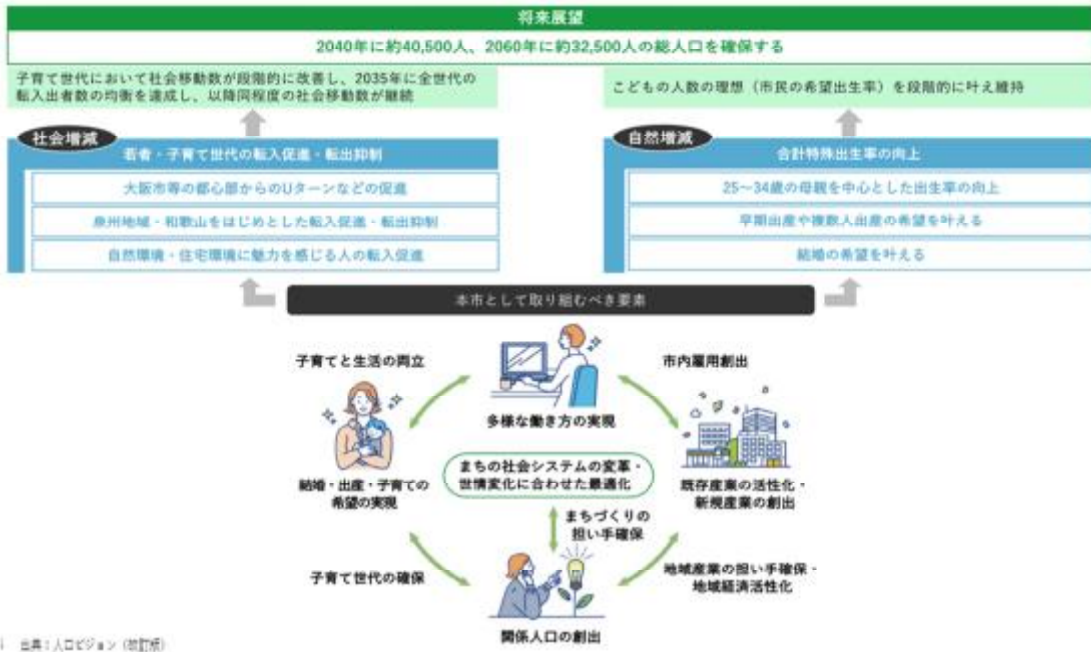 将来展望
2040年に約40,500人、2060年に約32,500人の総人口を確保する
子育て世代において社会移動数が段階的に改善し、2035年に全世代の
転入出者数の均衡を達成し、以降同程度の社会移動数が継続
こどもの人数の理想（市民の希望出生率）を段階的に叶え維持
社会増減
若者・子育て世代の転入促進・転出抑制
大阪市等の都心部からのUターンなどの促進
泉州地域・和歌山をはじめとした転入促進・転出抑制
自然環境・住宅環境に魅力を感じる人の転入促進
自然増減
合計特殊出生率の向上
25～34歳の母親を中心とした出生率の向上
早期出産や複数人出産の希望を叶える
結婚の希望を叶える
本市として取り組むべき要素
子育てと生活の両立
市内雇用創出
多様な働き方の実現
結婚・出産・子育ての
希望の実現
まちの社会システムの変革・
世情変化に合わせた最適化
既存産業の活性化・
新規産業の創出
まちづくりの
担い手確保
子育て世代の確保
地域産業の担い手確保・
地域経済活性化
関係人口の創出
出典：人口ビジョン（改訂版）